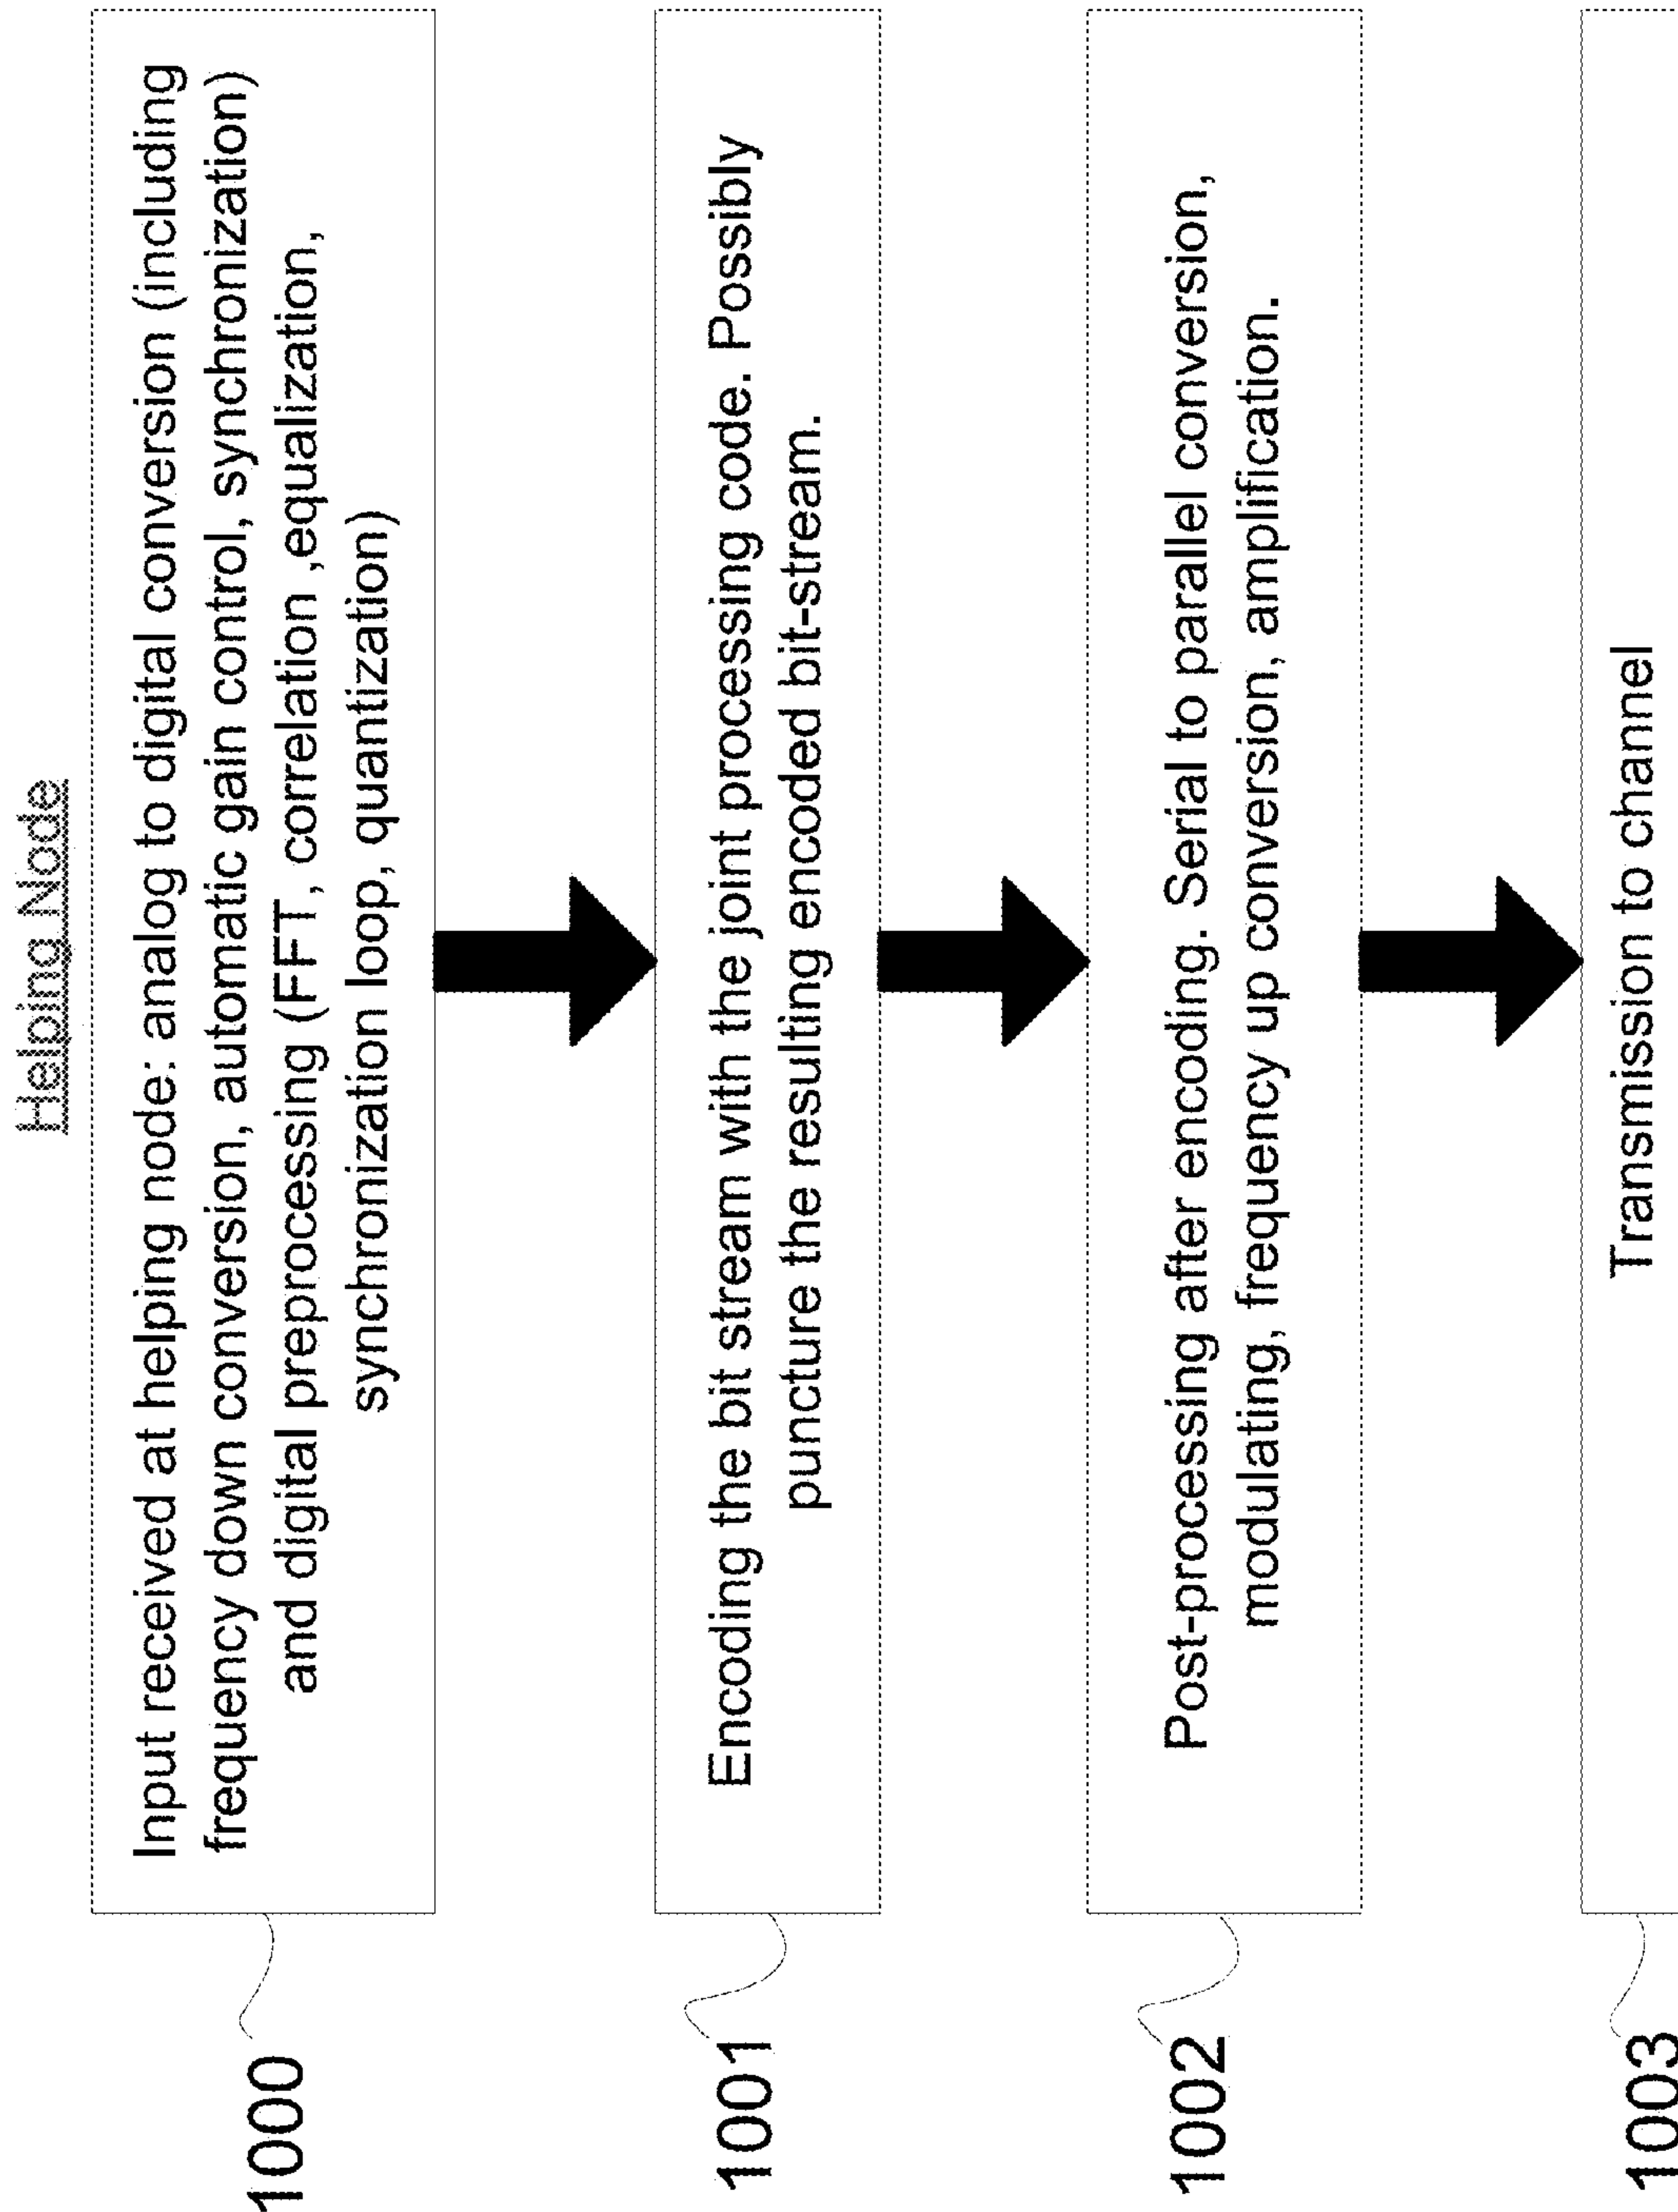 Helping Node
1000
Input received at helping node: analog to digital conversion (including
frequency down conversion, automatic gain control, synchronization)
and digital preprocessing (FFT, correlation ,equalization,
synchronization loop, quantization)
1001
Encoding the bit stream with the joint processing code. Possibly
puncture the resulting encoded bit-stream.
1002
Post-processing after encoding. Serial to parallel conversion,
modulating, frequency up conversion, amplification.
1003
Transmission to channel